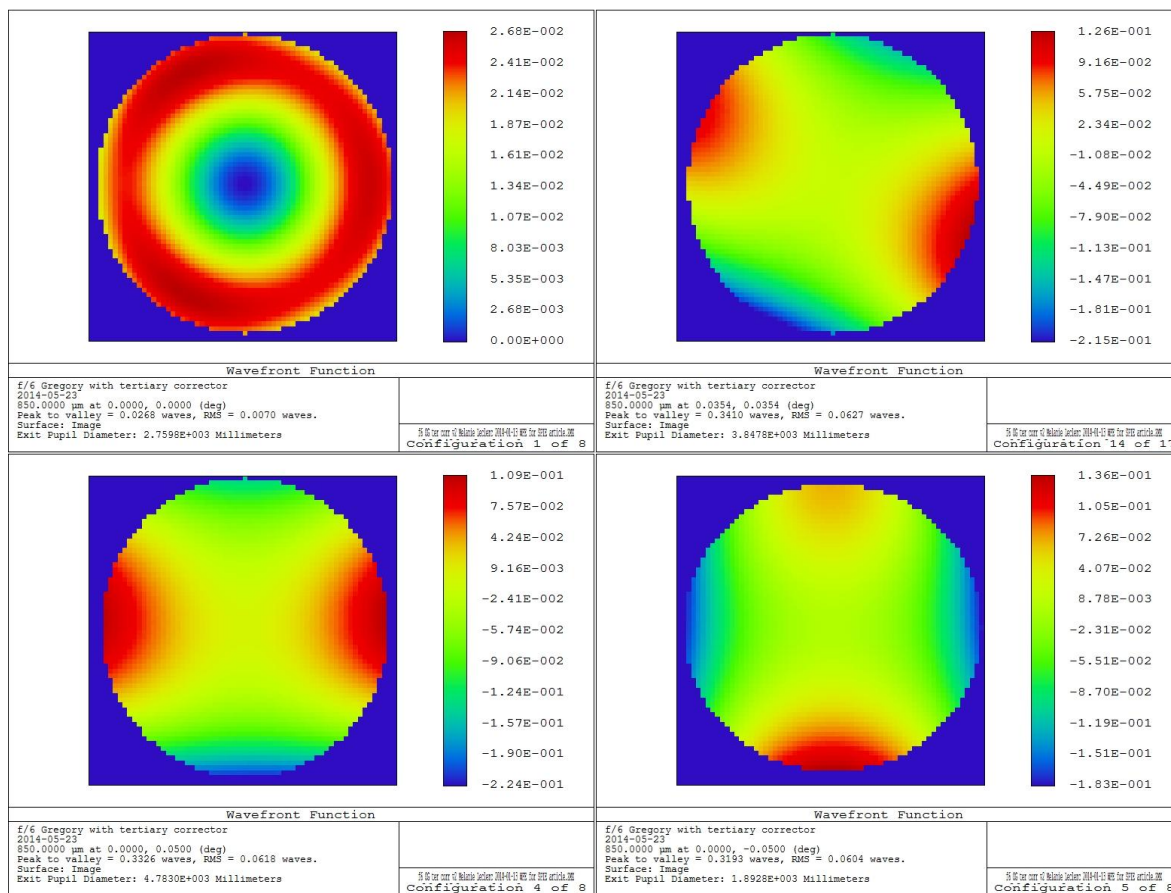 2.68E-002
2.41E-002
2.14E-002
1.87E-002
1.61E-002
1.34E-002
1.07E-002
8.03E-003
5.35E-003
2.68E-003
0.00E+000
Wavefront Function
f/6 Gregory with tertiary corrector
2014-05-23
850.0000 µm at 0.0000, 0.0000 (deg)
Peak to valley = 0.0268 waves, RMS = 0.0070 waves.
Surface: Image
Exit Pupil Diameter: 2.7598E+003 Millimeters
Configuration 1 of 8
1.26E-001
9.16E-002
5.75E-002
2.34E-002
-1.08E-002
-4.49E-002
-7.90E-002
-1.13E-001
-1.47E-001
-1.81E-001
-2.15E-001
Wavefront Function
f/6 Gregory with tertiary corrector
2014-05-23
850.0000 µm at 0.0354, 0.0354 (deg)
Peak to valley = 0.3410 waves, RMS = 0.0627 waves.
Surface: Image
Exit Pupil Diameter: 3.8478E+003 Millimeters
Configuration 14 of 17
1.09E-001
7.57E-002
4.24E-002
9.16E-003
-2.41E-002
-5.74E-002
-9.06E-002
-1.24E-001
-1.57E-001
-1.90E-001
-2.24E-001
Wavefront Function
f/6 Gregory with tertiary corrector
2014-05-23
850.0000 µm at 0.0000, 0.0500 (deg)
Peak to valley = 0.3326 waves, RMS = 0.0618 waves.
Surface: Image
Exit Pupil Diameter: 4.7830E+003 Millimeters
Configuration 4 of 8
1.36E-001
1.05E-001
7.26E-002
4.07E-002
8.78E-003
-2.31E-002
-5.51E-002
-8.70E-002
-1.19E-001
-1.51E-001
-1.83E-001
Wavefront Function
f/6 Gregory with tertiary corrector
2014-05-23
850.0000 µm at 0.0000, -0.0500 (deg)
Peak to valley = 0.3193 waves, RMS = 0.0604 waves.
Surface: Image
Exit Pupil Diameter: 1.8928E+003 Millimeters
Configuration 5 of 8